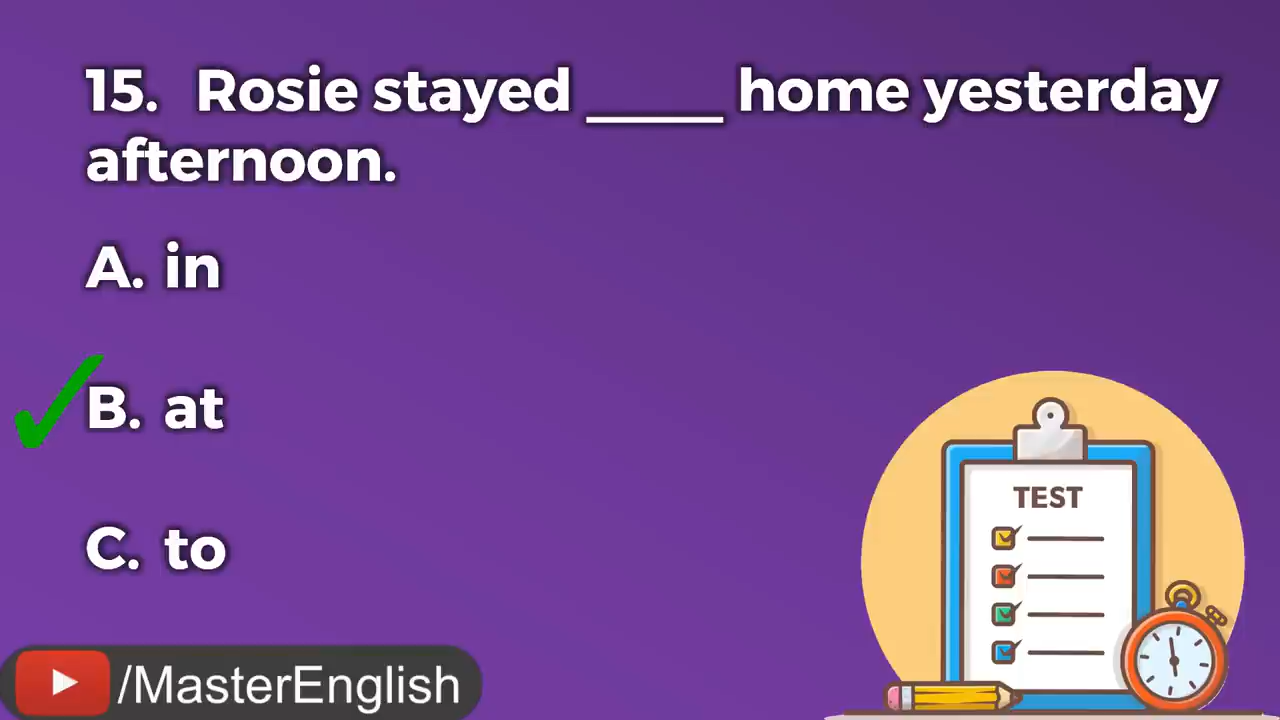 15. Rosie stayed _____ home yesterday
afternoon.
A. in
B. at
C. to
TEST
/MasterEnglish